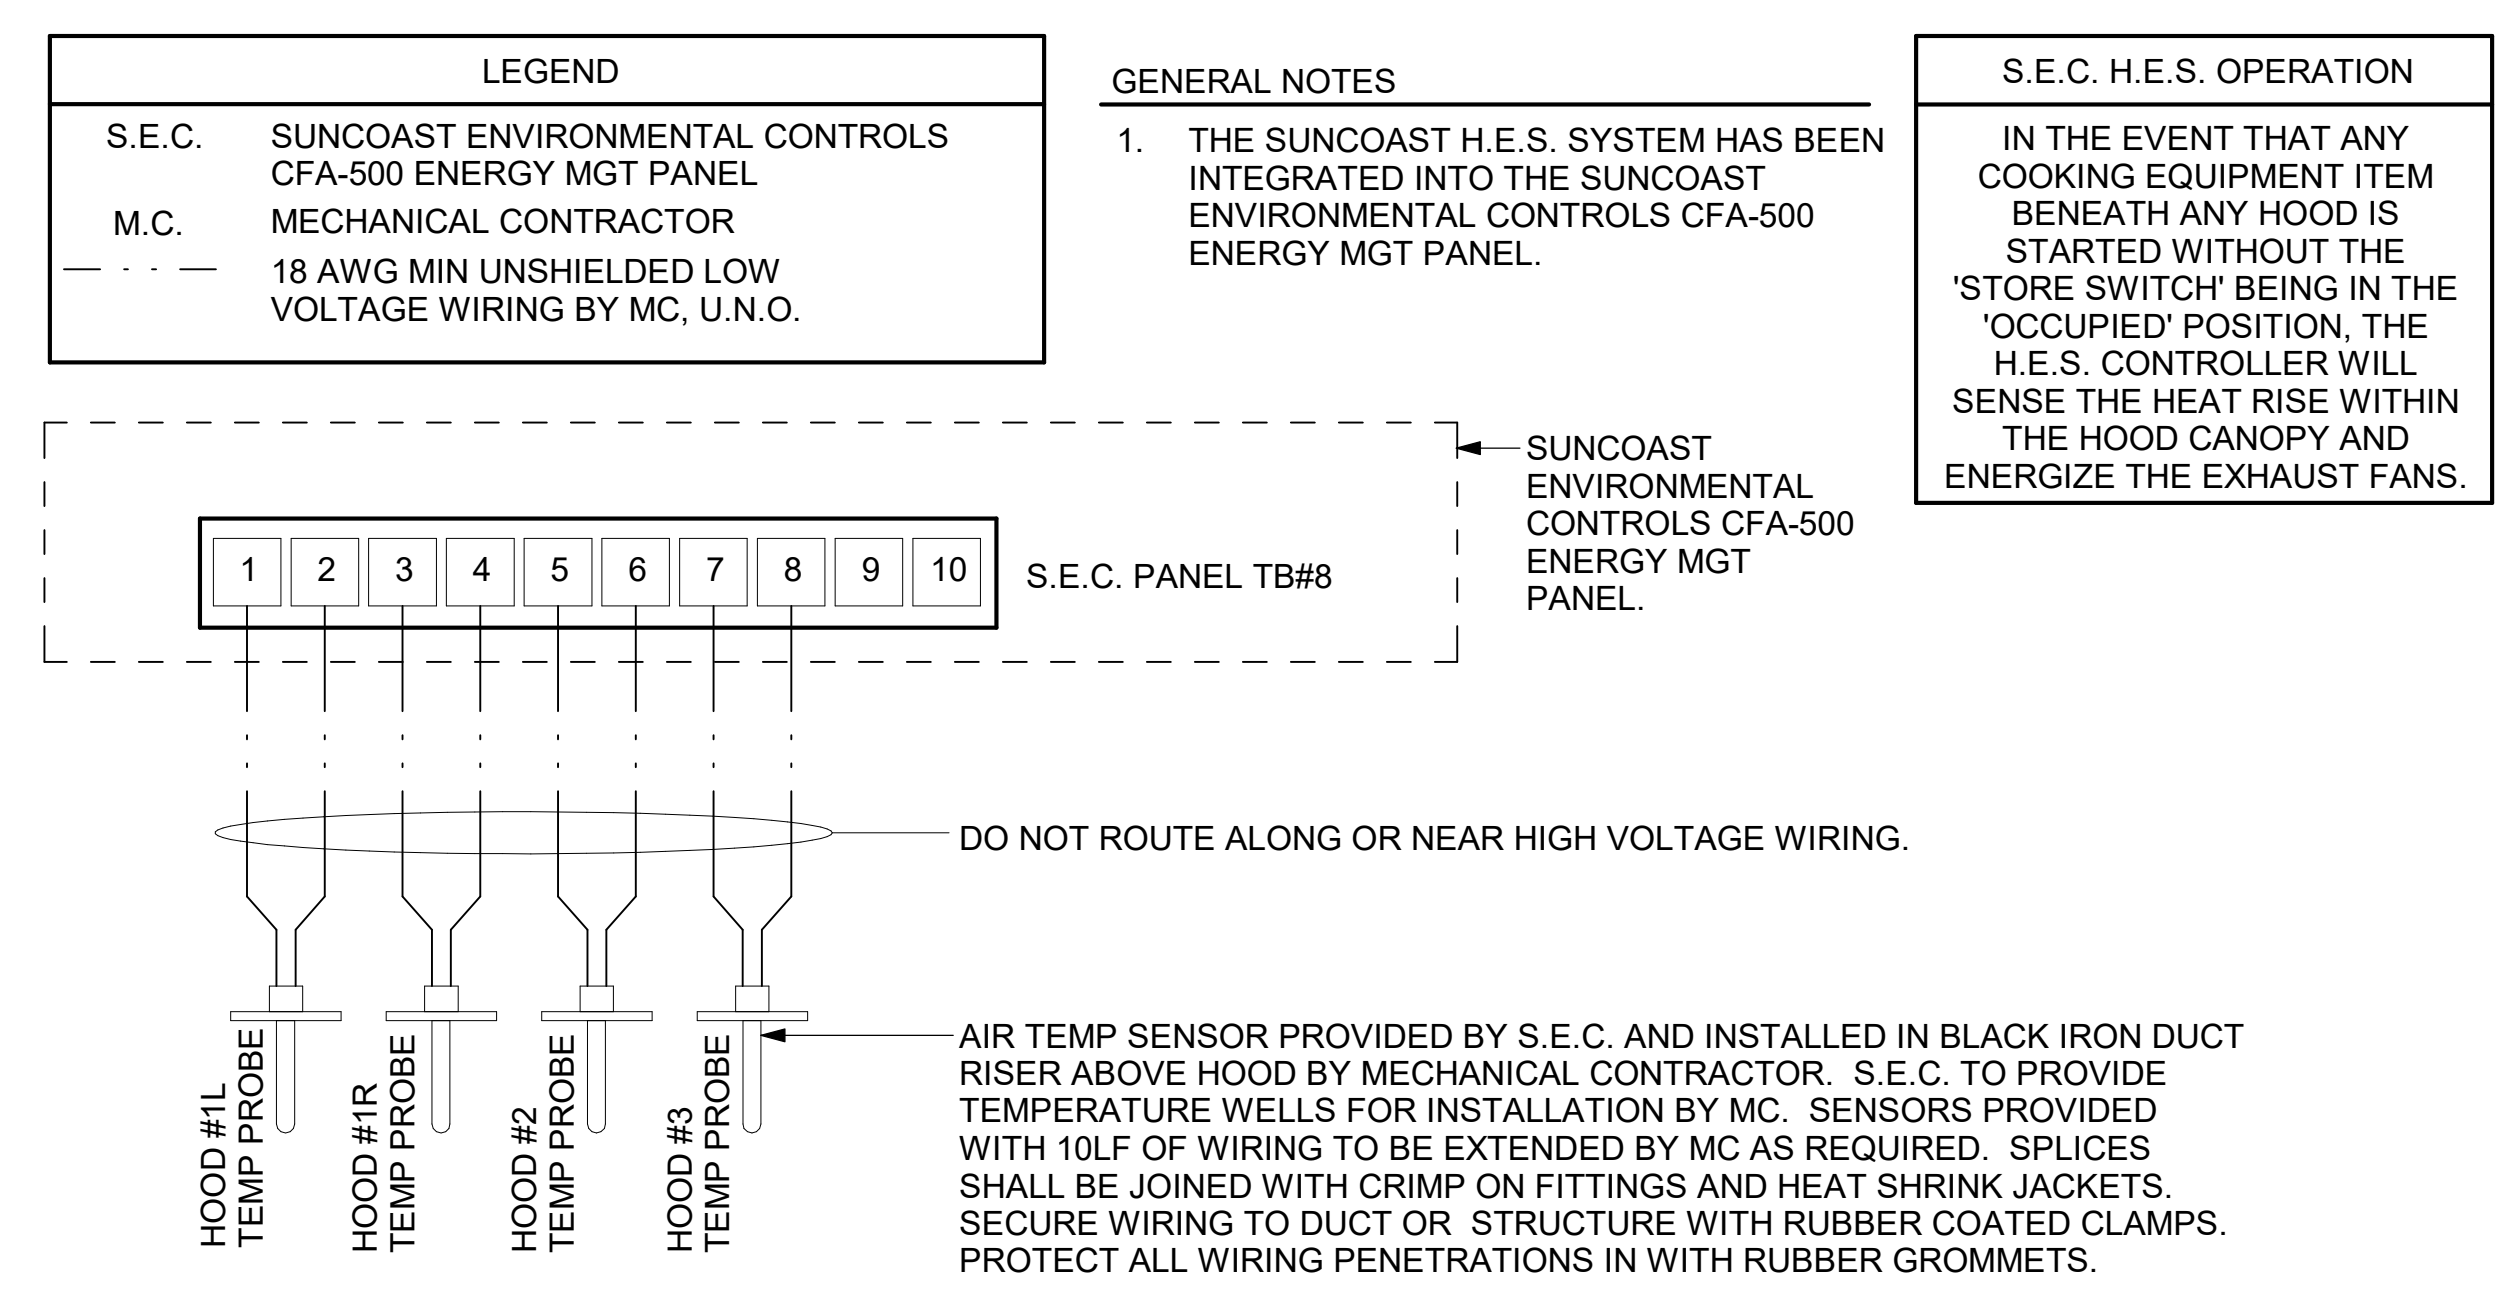 LEGEND
S.E.C. SUNCOAST ENVIRONMENTAL CONTROLS
CFA-500 ENERGY MGT PANEL
M.C. MECHANICAL CONTRACTOR
18 AWG MIN UNSHIELDED LOW
VOLTAGE WIRING BY MC, U.N.O.
GENERAL NOTES
1. THE SUNCOAST H.E.S. SYSTEM HAS BEEN
INTEGRATED INTO THE SUNCOAST
ENVIRONMENTAL CONTROLS CFA-500
ENERGY MGT PANEL.
S.E.C. H.E.S. OPERATION
IN THE EVENT THAT ANY
COOKING EQUIPMENT ITEM
BENEATH ANY HOOD IS
STARTED WITHOUT THE
'STORE SWITCH' BEING IN THE
'OCCUPIED' POSITION, THE
H.E.S. CONTROLLER WILL
SENSE THE HEAT RISE WITHIN
THE HOOD CANOPY AND
ENERGIZE THE EXHAUST FANS.
SUNCOAST
ENVIRONMENTAL
CONTROLS CFA-500
ENERGY MGT
PANEL.
1 2 3 4 5 6 7 8 9 10
S.E.C. PANEL TB#8
DO NOT ROUTE ALONG OR NEAR HIGH VOLTAGE WIRING.
HOOD #1L
TEMP PROBE
HOOD #1R
TEMP PROBE
HOOD #2
TEMP PROBE
HOOD #3
TEMP PROBE
AIR TEMP SENSOR PROVIDED BY S.E.C. AND INSTALLED IN BLACK IRON DUCT
RISER ABOVE HOOD BY MECHANICAL CONTRACTOR. S.E.C. TO PROVIDE
TEMPERATURE WELLS FOR INSTALLATION BY MC. SENSORS PROVIDED
WITH 10LF OF WIRING TO BE EXTENDED BY MC AS REQUIRED. SPLICES
SHALL BE JOINED WITH CRIMP ON FITTINGS AND HEAT SHRINK JACKETS.
SECURE WIRING TO DUCT OR STRUCTURE WITH RUBBER COATED CLAMPS.
PROTECT ALL WIRING PENETRATIONS IN WITH RUBBER GROMMETS.